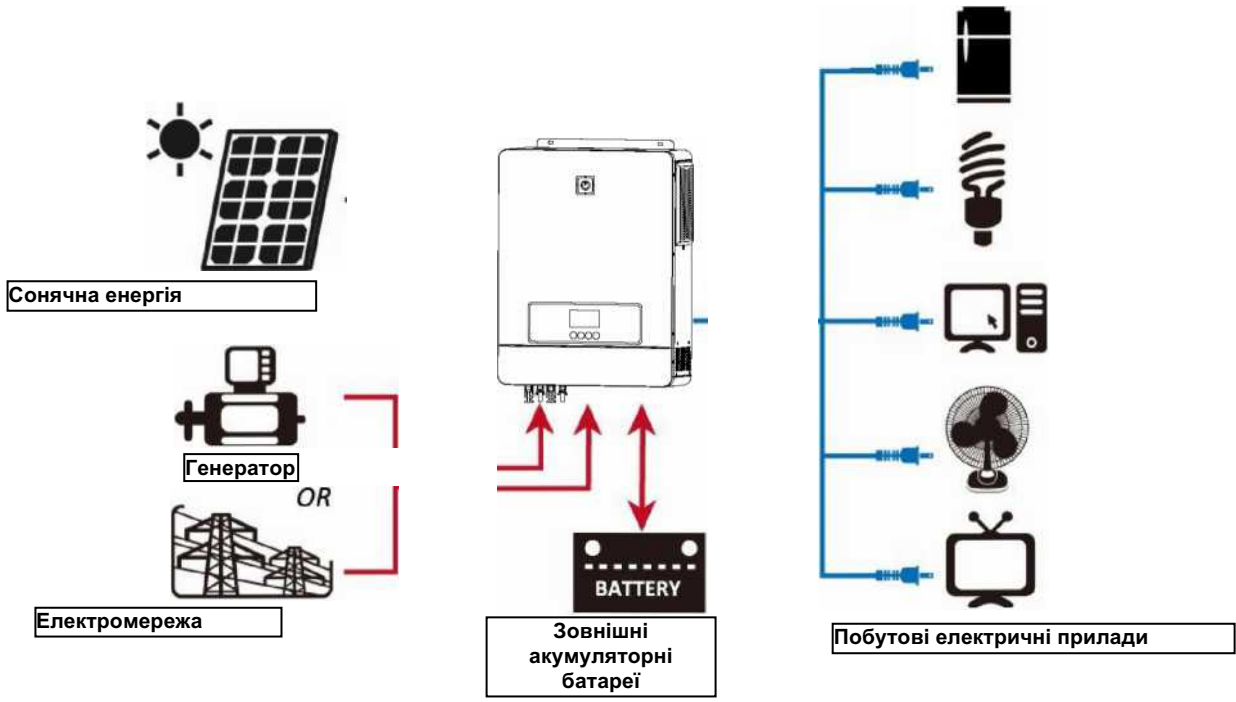 Сонячна енергія
Генератор
OR
Електромережа
BATTERY
Зовнішні
акумуляторні
батареї
Побутові електричні прилади